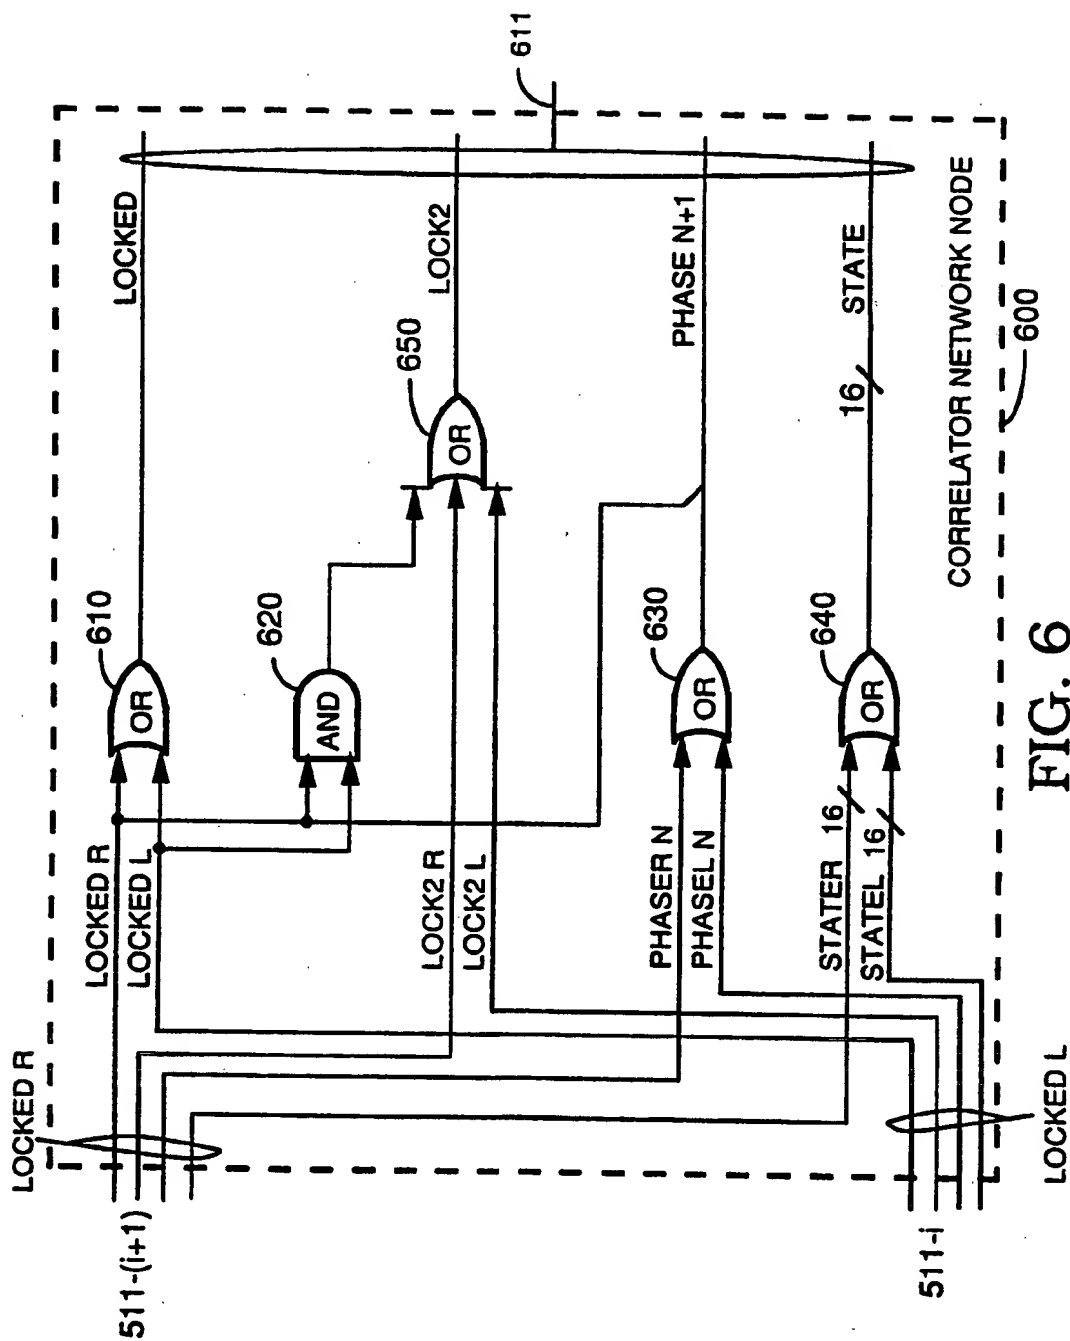 LOCKED R
511-(i+1)
LOCKED R
LOCKED L
610
OR
LOCKED
611
620
AND
LOCK2 R
LOCK2 L
650
OR
LOCK2
PHASER N
PHASEL N
630
OR
PHASE N+1
STATER 16
STATEL 16
640
OR
16
STATE
511-i
LOCKED L
CORRELATOR NETWORK NODE
600
FIG. 6